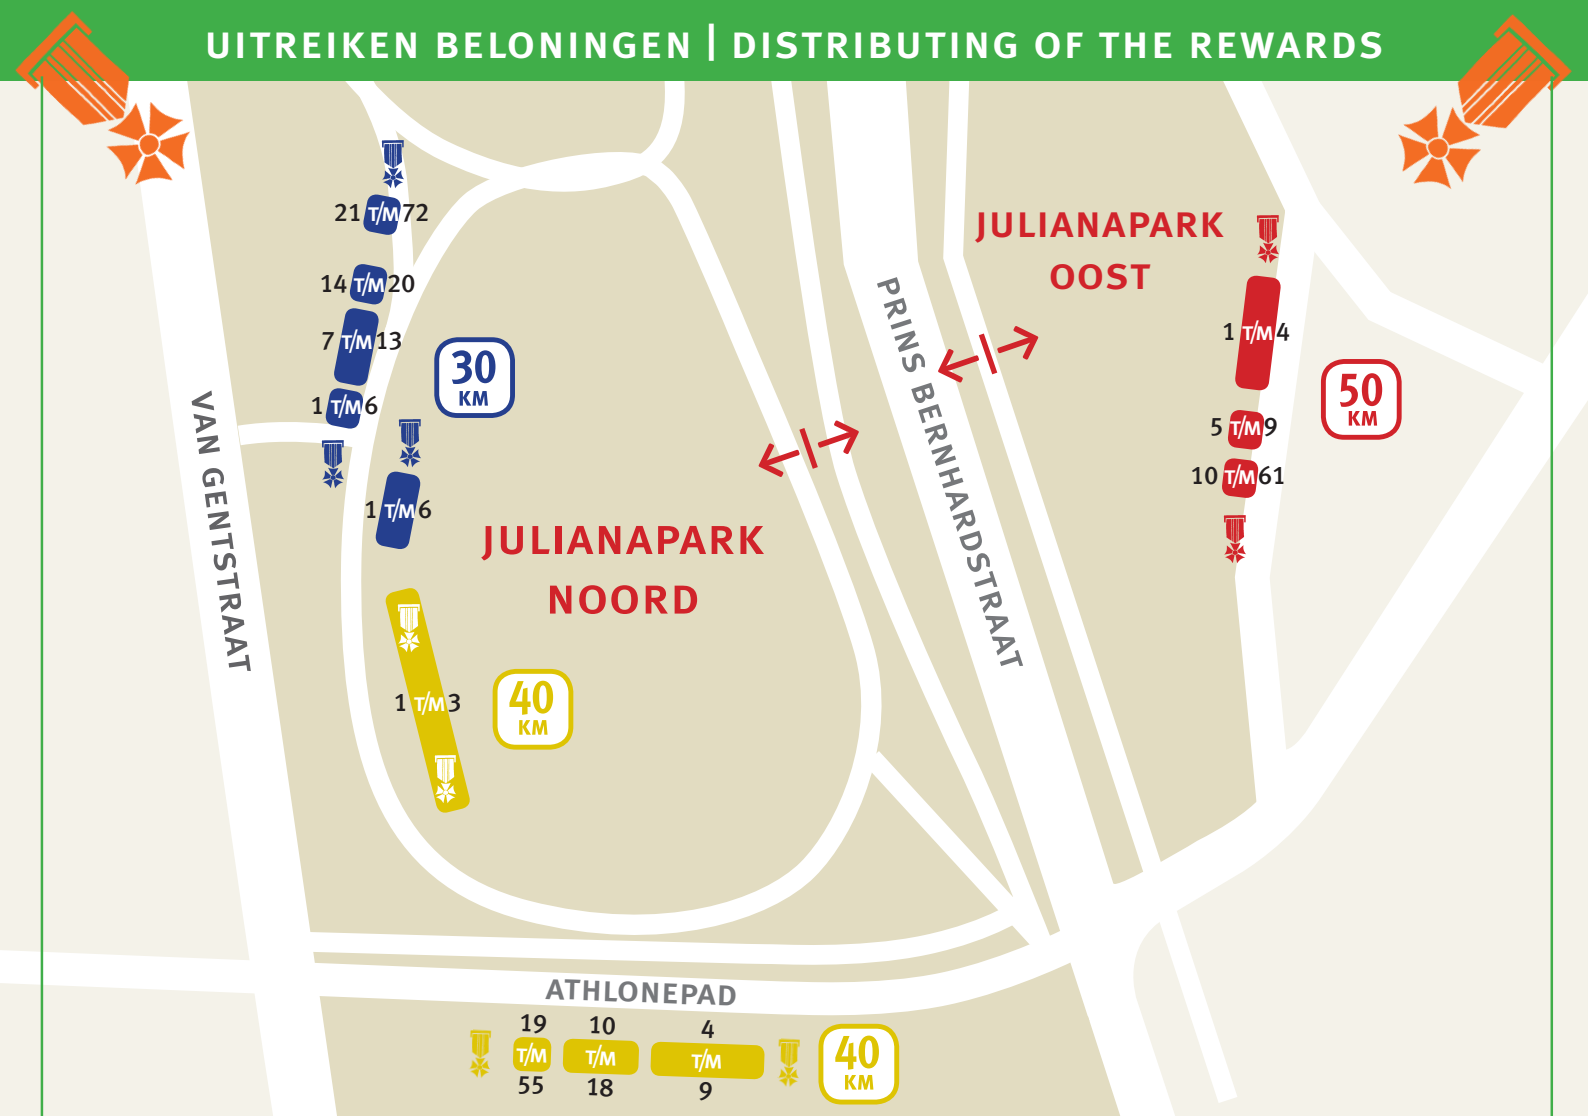 UITREIKEN BELONINGEN | DISTRIBUTING OF THE REWARDS
21 T/M 72
14 T/M 20
7 T/M 13
1 T/M 6
30
KM
1 T/M 6
VAN GENTSTRAAT
JULIANAPARK
NOORD
1 T/M 3
40
KM
PRINS BERNHARDSTRAAT
JULIANAPARK
OOST
1 T/M 4
50
KM
5 T/M 9
10 T/M 61
ATHLONEPAD
19 T/M 55
10 T/M 18
4 T/M 9
40
KM